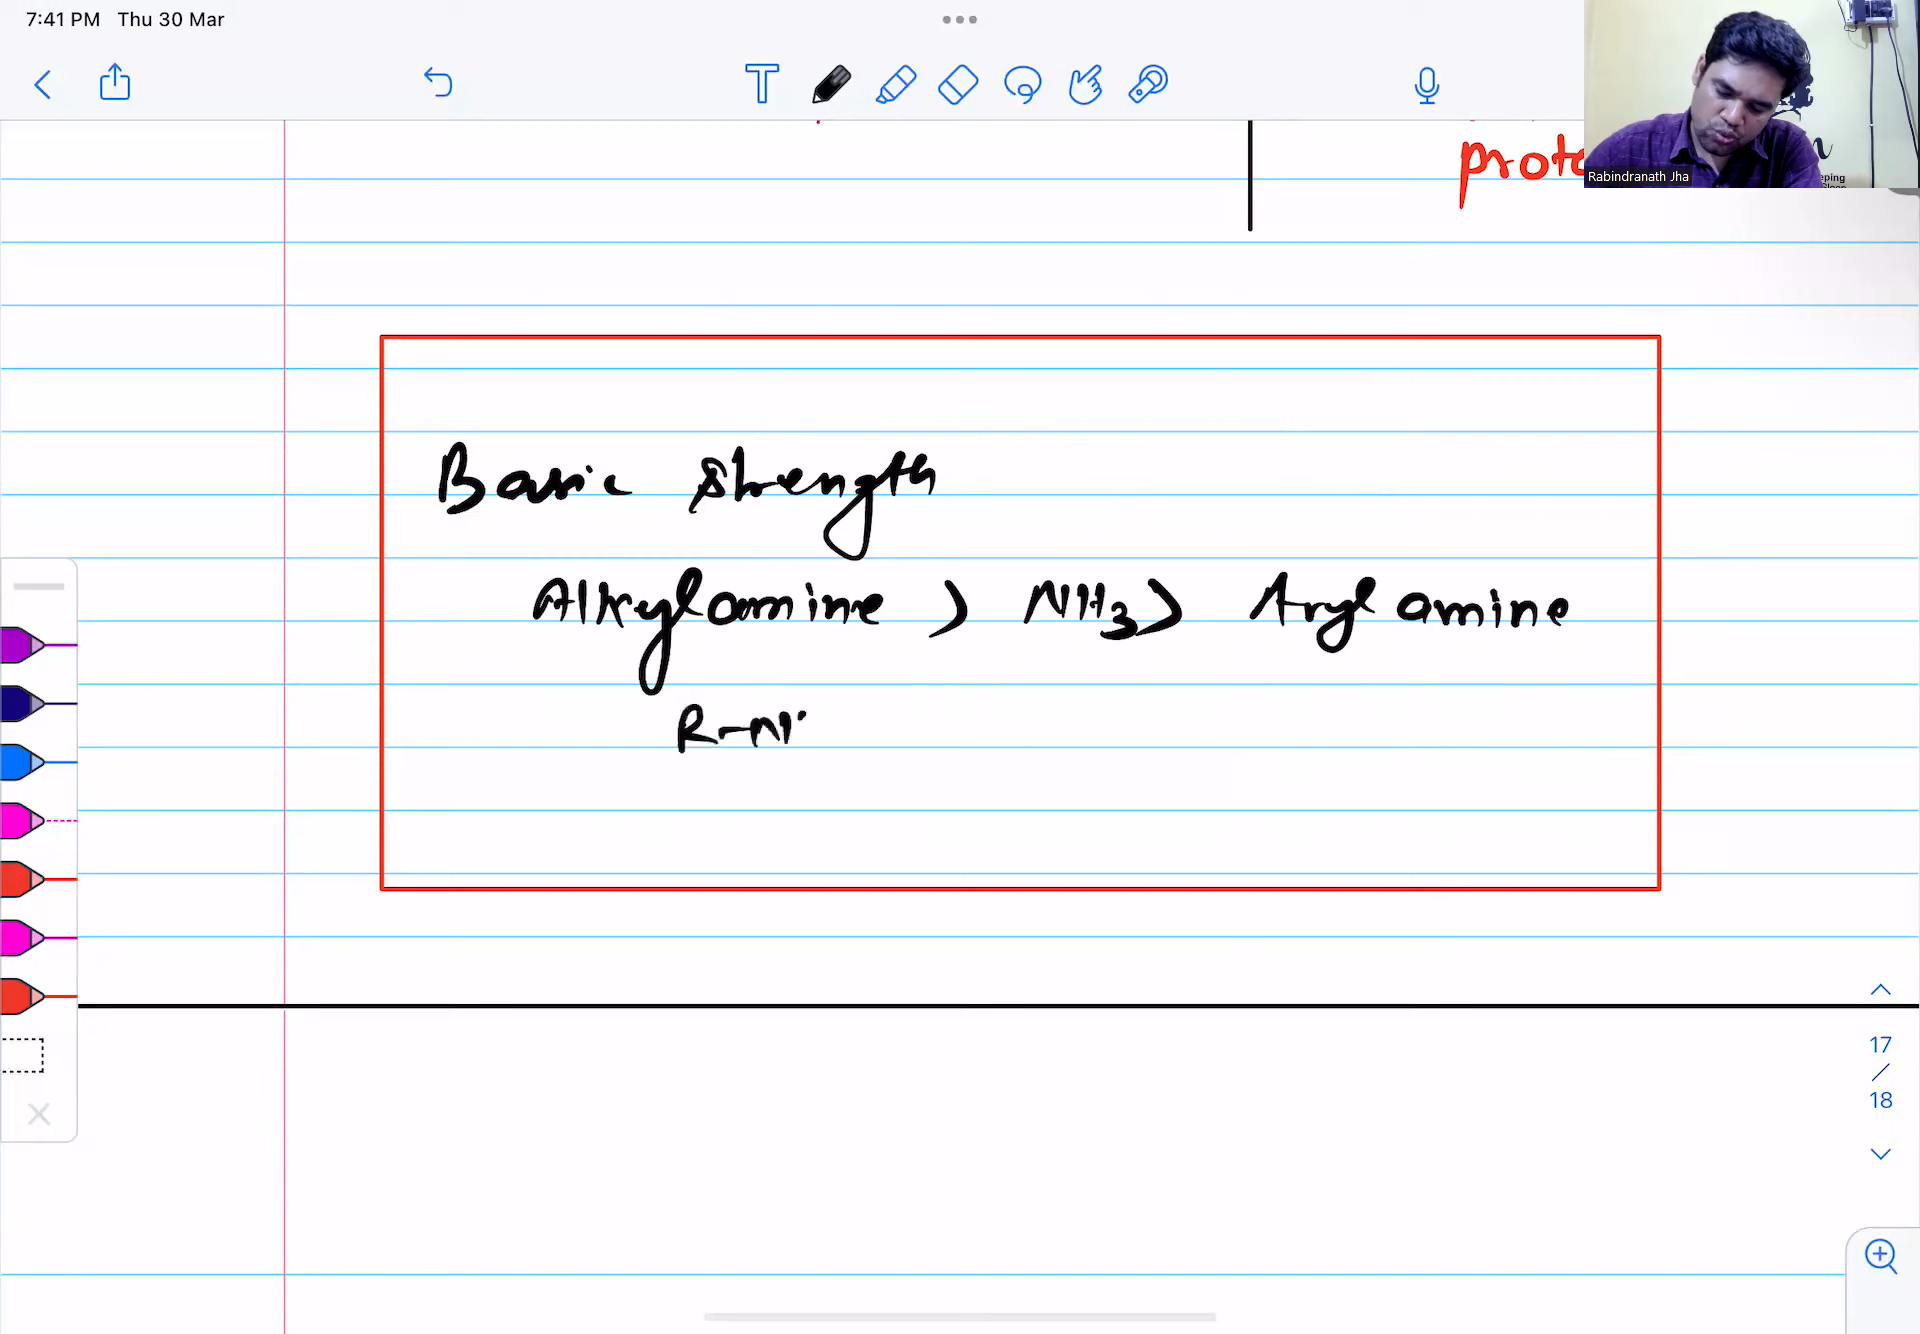 7:41 PM Thu 30 Mar
Rabindranath Jha
Basic Strength
Alkylamine > NH3 > Aryl amine
17
/
18